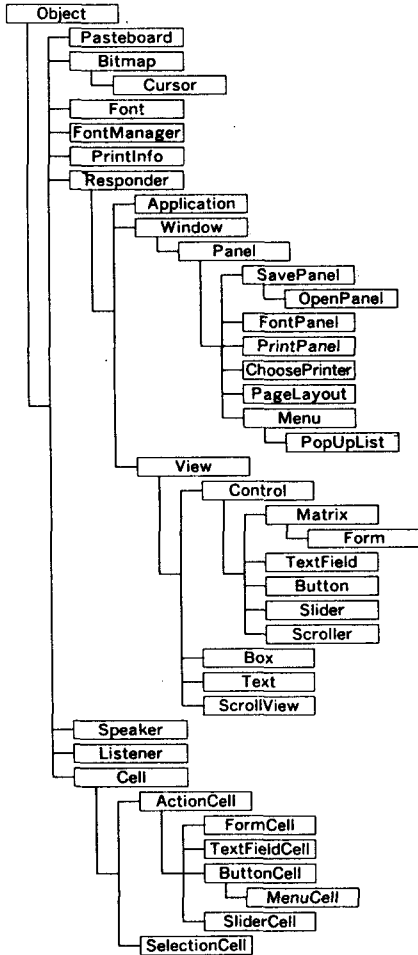 Object
Pasteboard
Bitmap
Cursor
Font
FontManager
PrintInfo
Responder
Application
Window
Panel
SavePanel
OpenPanel
FontPanel
PrintPanel
ChoosePrinter
PageLayout
Menu
PopUpList
View
Control
Matrix
Form
TextField
Button
Slider
Scroller
Box
Text
ScrollView
Speaker
Listener
Cell
ActionCell
FormCell
TextFieldCell
ButtonCell
MenuCell
SliderCell
SelectionCell